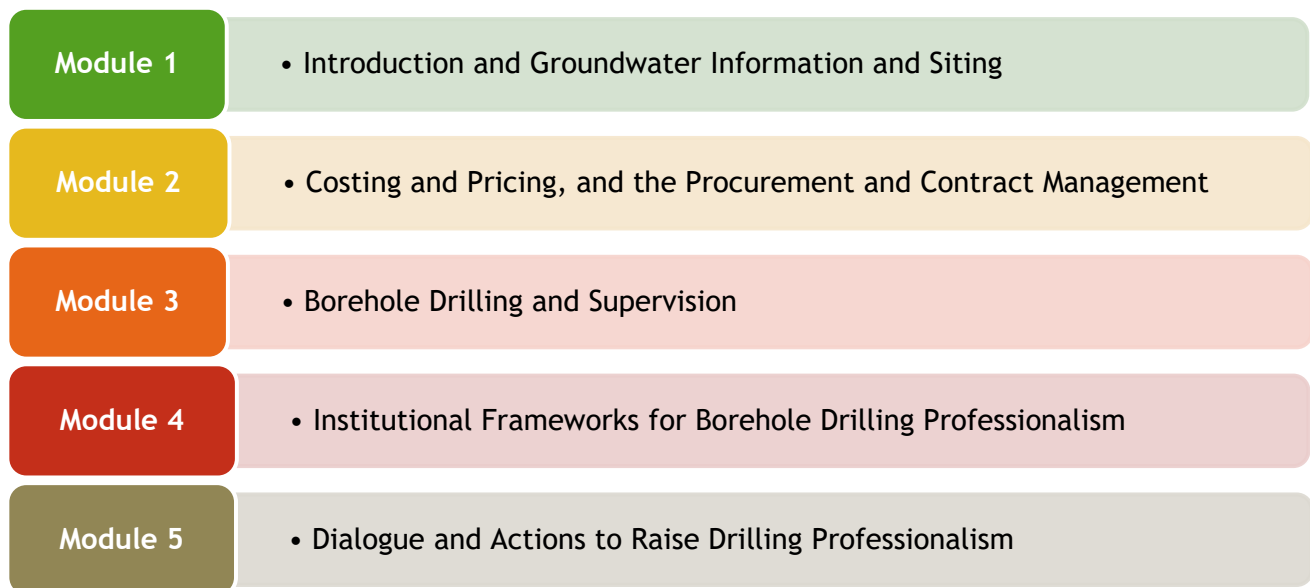 Module 1
• Introduction and Groundwater Information and Siting
Module 2
• Costing and Pricing, and the Procurement and Contract Management
Module 3
• Borehole Drilling and Supervision
Module 4
• Institutional Frameworks for Borehole Drilling Professionalism
Module 5
• Dialogue and Actions to Raise Drilling Professionalism